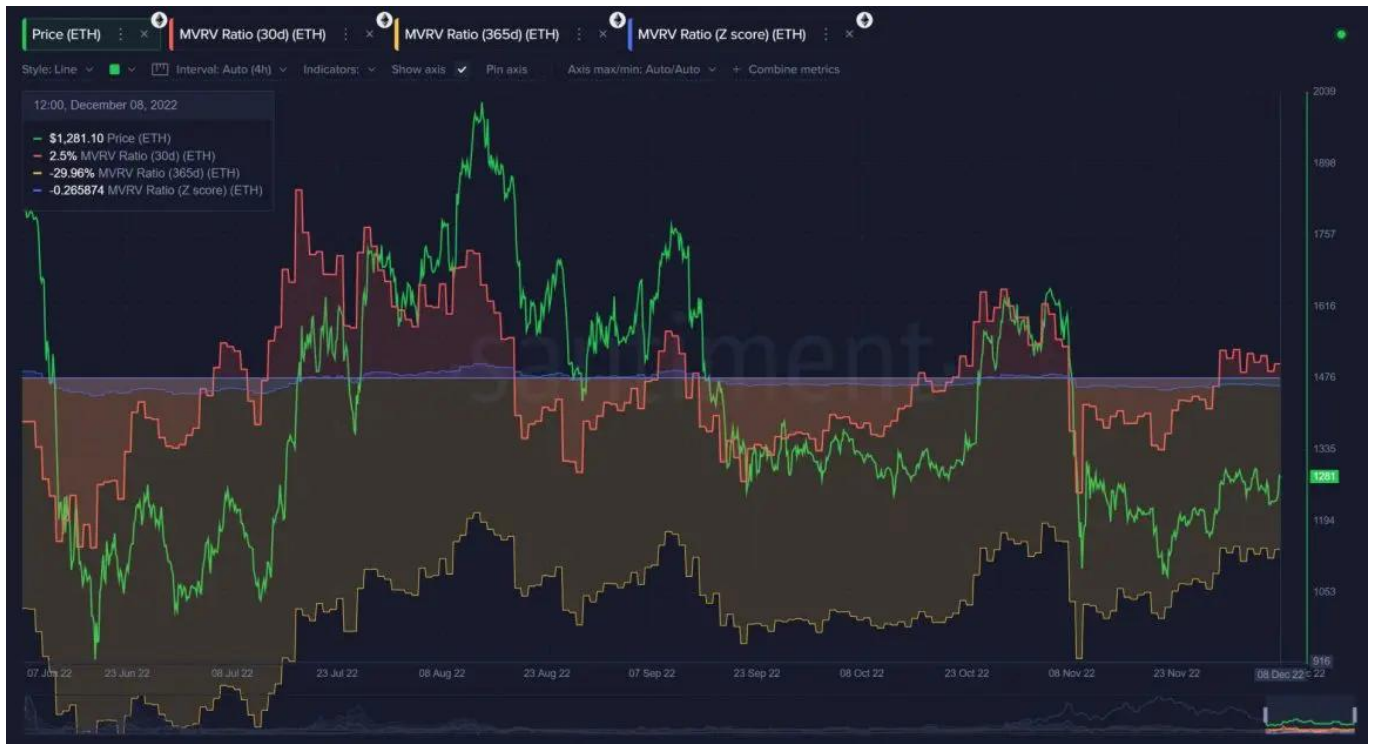 Price (ETH) MVRV Ratio (30d) (ETH) MVRV Ratio (365d) (ETH) MVRV Ratio (Z score) (ETH)
Style: Line Interval: Auto (4h) Indicators: Show axis Pin axis Axis max/min: Auto/Auto + Combine metrics
12:00, December 08, 2022
$1,281.10 Price (ETH)
2.5% MVRV Ratio (30d) (ETH)
-29.96% MVRV Ratio (365d) (ETH)
-0.265874 MVRV Ratio (Z score) (ETH)
2039
1898
1757
1616
1476
1335
1281
1194
1053
916
santiment.
07 Jun 22 23 Jun 22 08 Jul 22 23 Jul 22 08 Aug 22 23 Aug 22 07 Sep 22 23 Sep 22 08 Oct 22 23 Oct 22 08 Nov 22 23 Nov 22 08 Dec 22 c 22